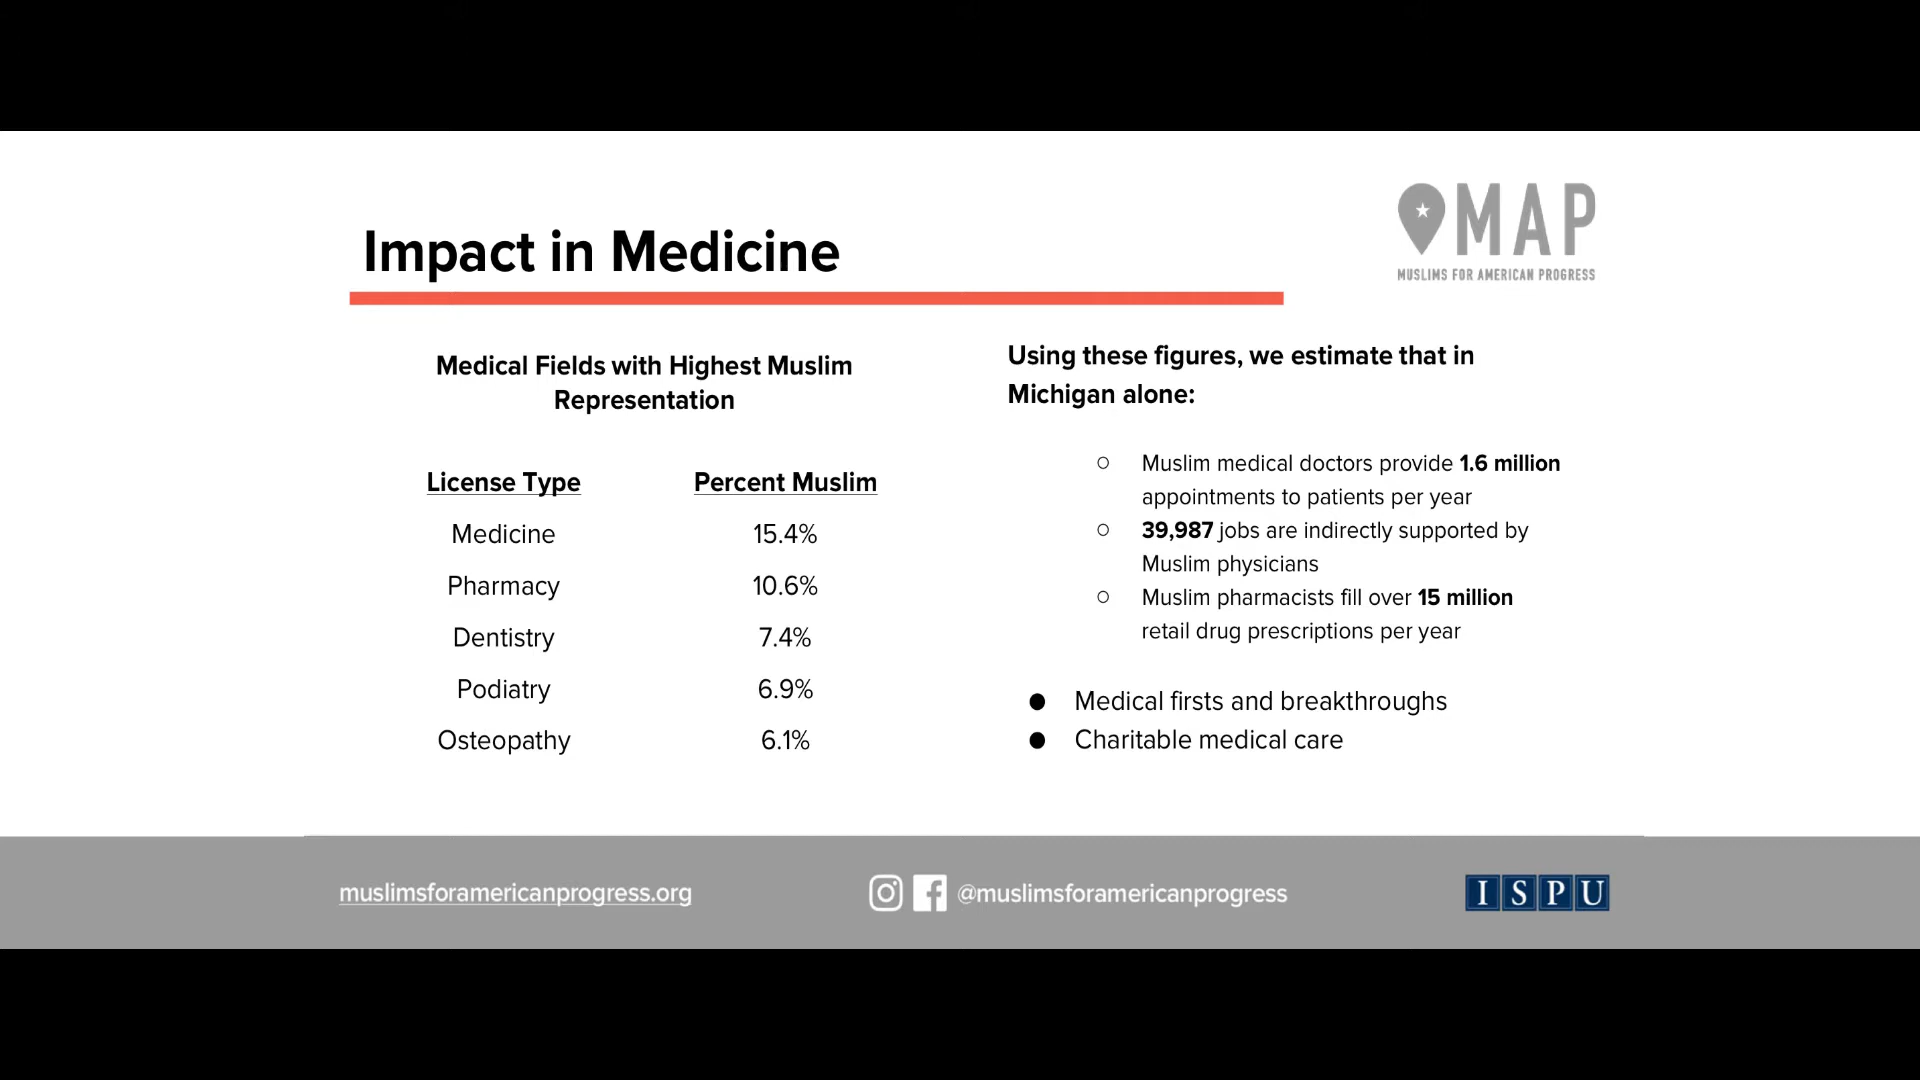 MAP
MUSLIMS FOR AMERICAN PROGRESS
Impact in Medicine
Medical Fields with Highest Muslim
Representation
License Type Percent Muslim
Medicine 15.4%
Pharmacy 10.6%
Dentistry 7.4%
Podiatry 6.9%
Osteopathy 6.1%
Using these figures, we estimate that in
Michigan alone:
Muslim medical doctors provide 1.6 million
appointments to patients per year
39,987 jobs are indirectly supported by
Muslim physicians
Muslim pharmacists fill over 15 million
retail drug prescriptions per year
Medical firsts and breakthroughs
Charitable medical care
muslimsforamericanprogress.org
@muslimsforamericanprogress
ISPU